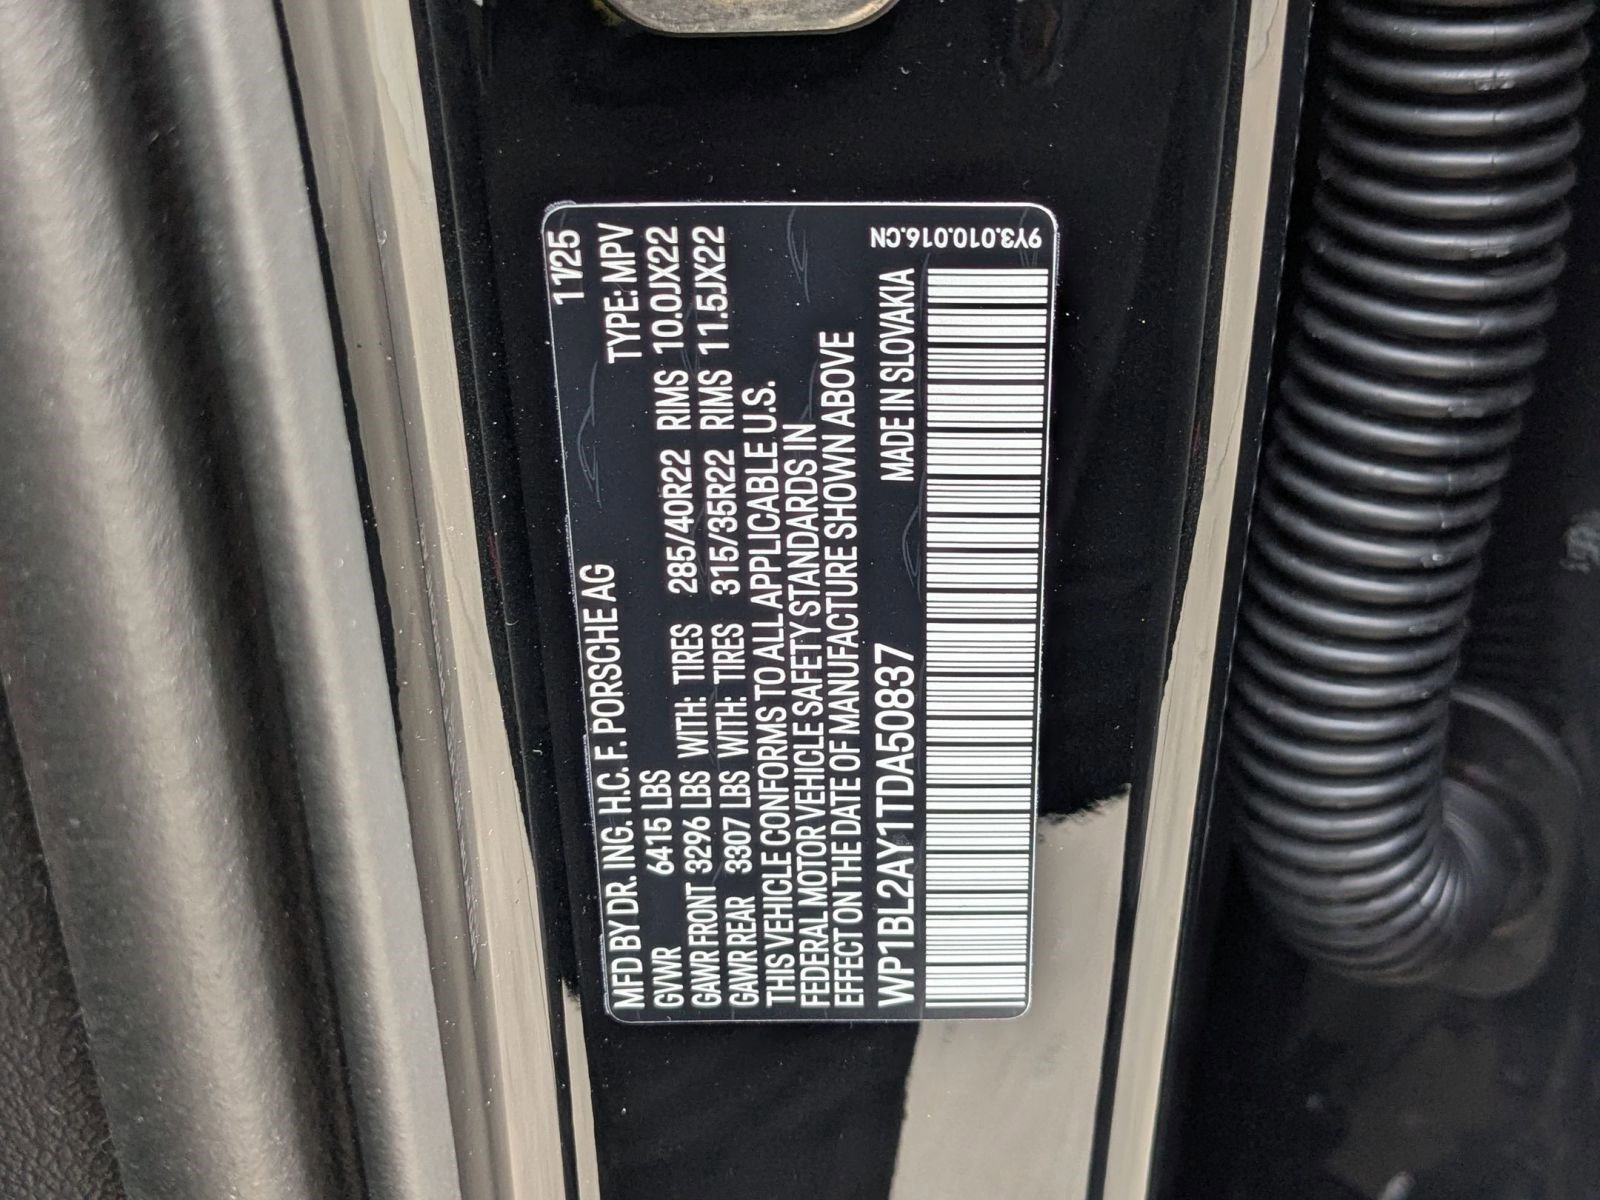 11/25
MFD BY DR. ING. H.C. F. PORSCHE AG
GVWR 6415 LBS TYPE: MPV
GAWR FRONT 3296 LBS WITH: TIRES 285/40R22 RIMS 10.0JX22
GAWR REAR 3307 LBS WITH: TIRES 315/35R22 RIMS 11.5JX22
THIS VEHICLE CONFORMS TO ALL APPLICABLE U.S.
FEDERAL MOTOR VEHICLE SAFETY STANDARDS IN
EFFECT ON THE DATE OF MANUFACTURE SHOWN ABOVE
WP1BL2AY1TDA50837 MADE IN SLOVAKIA
9Y3.010.016.CN